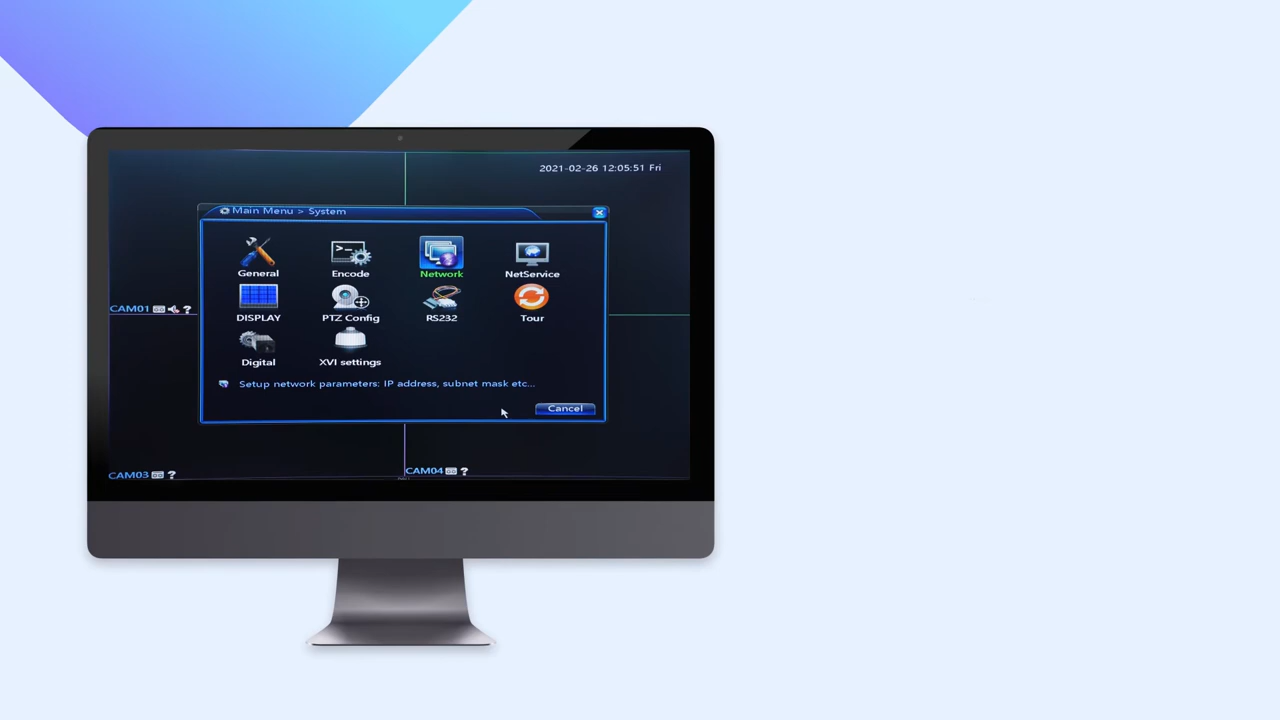 2021-02-26 12:05:51 Fri
Main Menu > System
General
Encode
Network
NetService
DISPLAY
PTZ Config
RS232
Tour
CAM01 ?
Digital
XVI settings
Setup network parameters: IP address, subnet mask etc...
Cancel
CAM03 ?
CAM04 ?